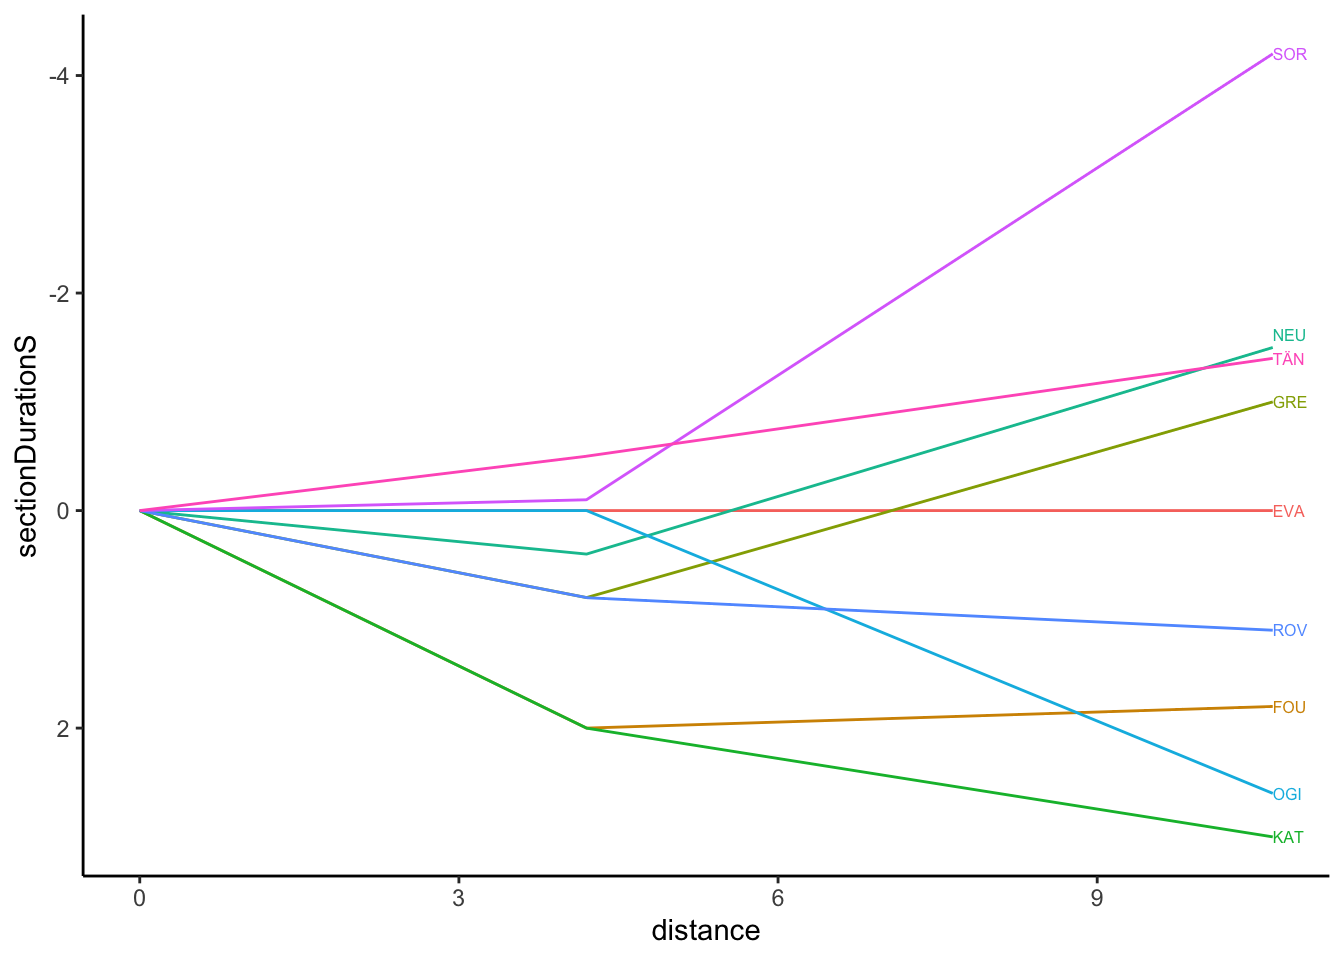 -4
-2
0
2
sectionDurationS
SOR
NEU
TÄN
GRE
EVA
ROV
FOU
OGI
KAT
0 3 6 9
distance